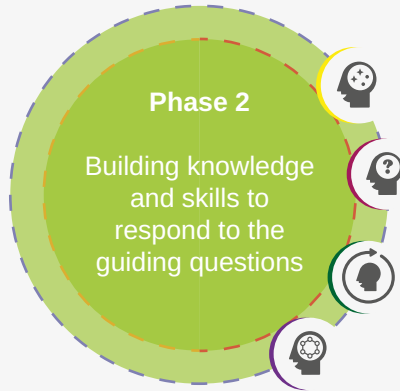 Phase 2
Building knowledge
and skills to
respond to the
guiding questions
?